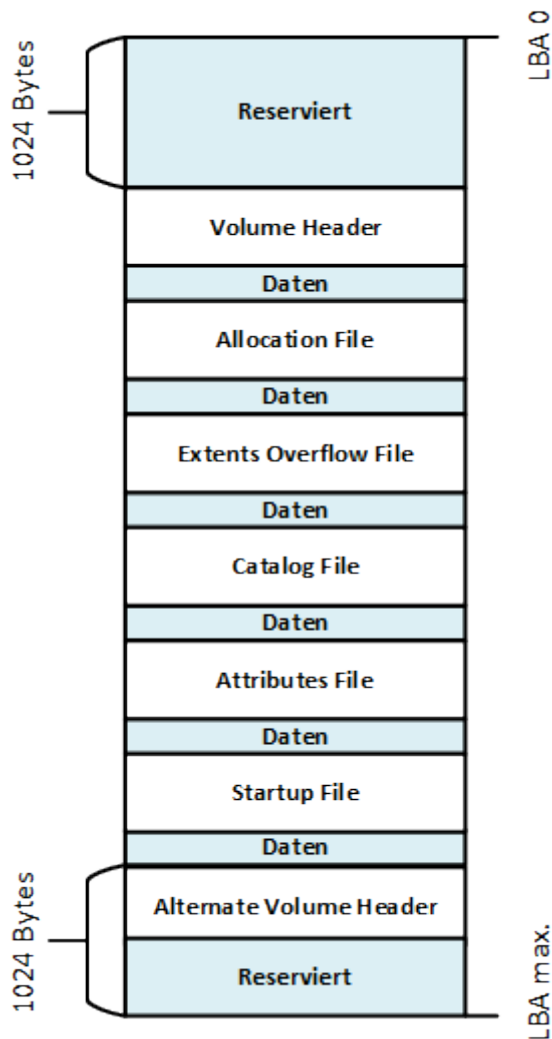 LBA 0
1024 Bytes
Reserviert
Volume Header
Daten
Allocation File
Daten
Extents Overflow File
Daten
Catalog File
Daten
Attributes File
Daten
Startup File
Daten
1024 Bytes
Alternate Volume Header
Reserviert
LBA max.